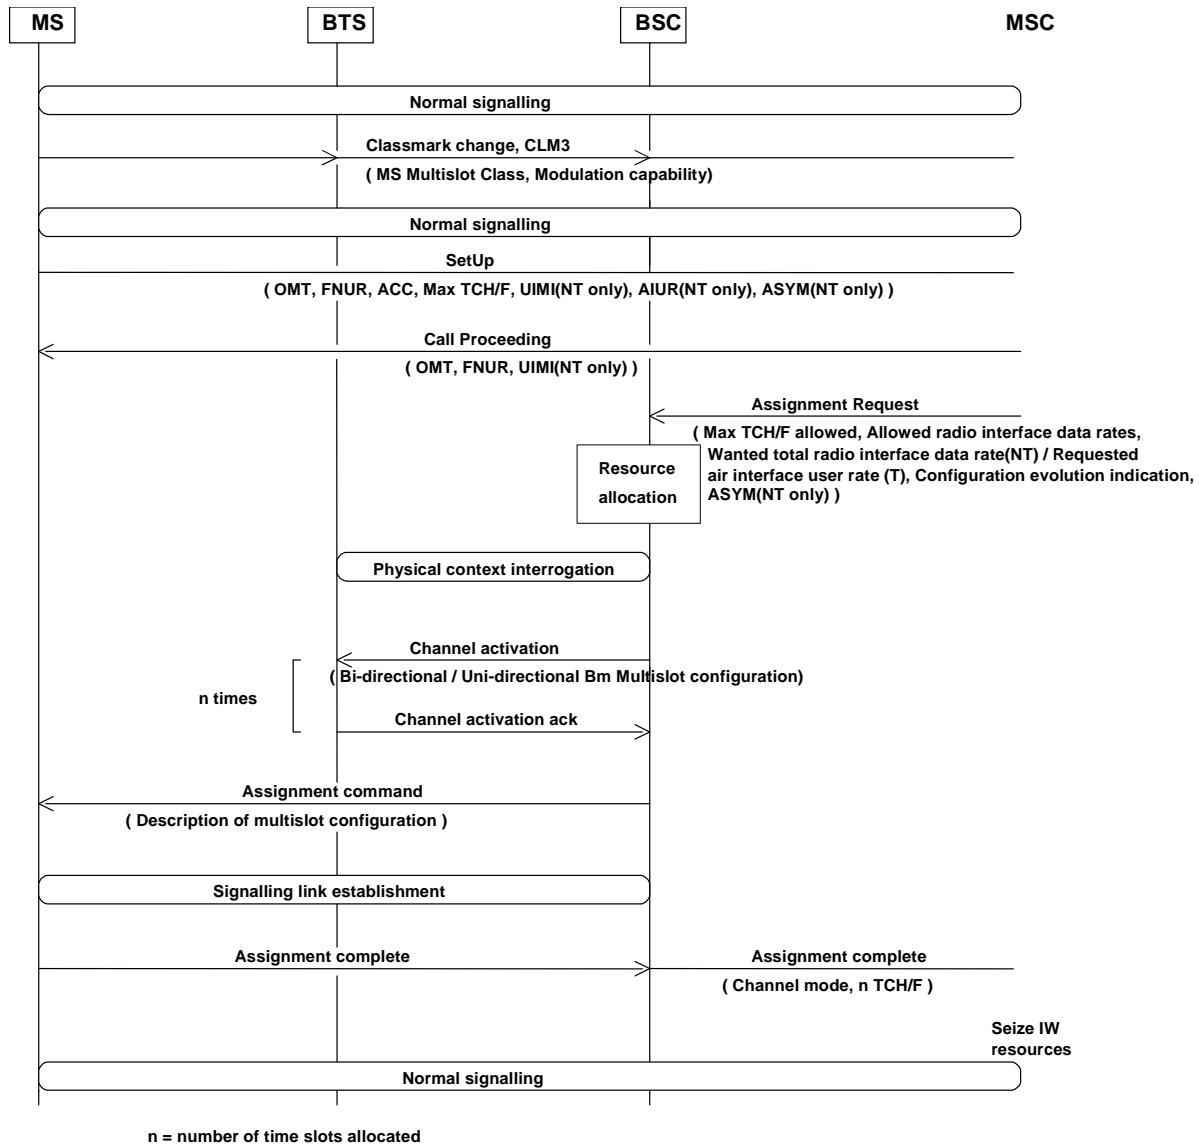 MS BTS BSC MSC
Normal signalling
Classmark change, CLM3
( MS Multislot Class, Modulation capability)
Normal signalling
SetUp
( OMT, FNUR, ACC, Max TCH/F, UIMI(NT only), AIUR(NT only), ASYM(NT only) )
Call Proceeding
( OMT, FNUR, UIMI(NT only) )
Assignment Request
( Max TCH/F allowed, Allowed radio interface data rates,
Wanted total radio interface data rate(NT) / Requested
air interface user rate (T), Configuration evolution indication,
ASYM(NT only) )
Resource
allocation
Physical context interrogation
Channel activation
( Bi-directional / Uni-directional Bm Multislot configuration)
n times
Channel activation ack
Assignment command
( Description of multislot configuration )
Signalling link establishment
Assignment complete Assignment complete
( Channel mode, n TCH/F )
Seize IW
resources
Normal signalling
n = number of time slots allocated